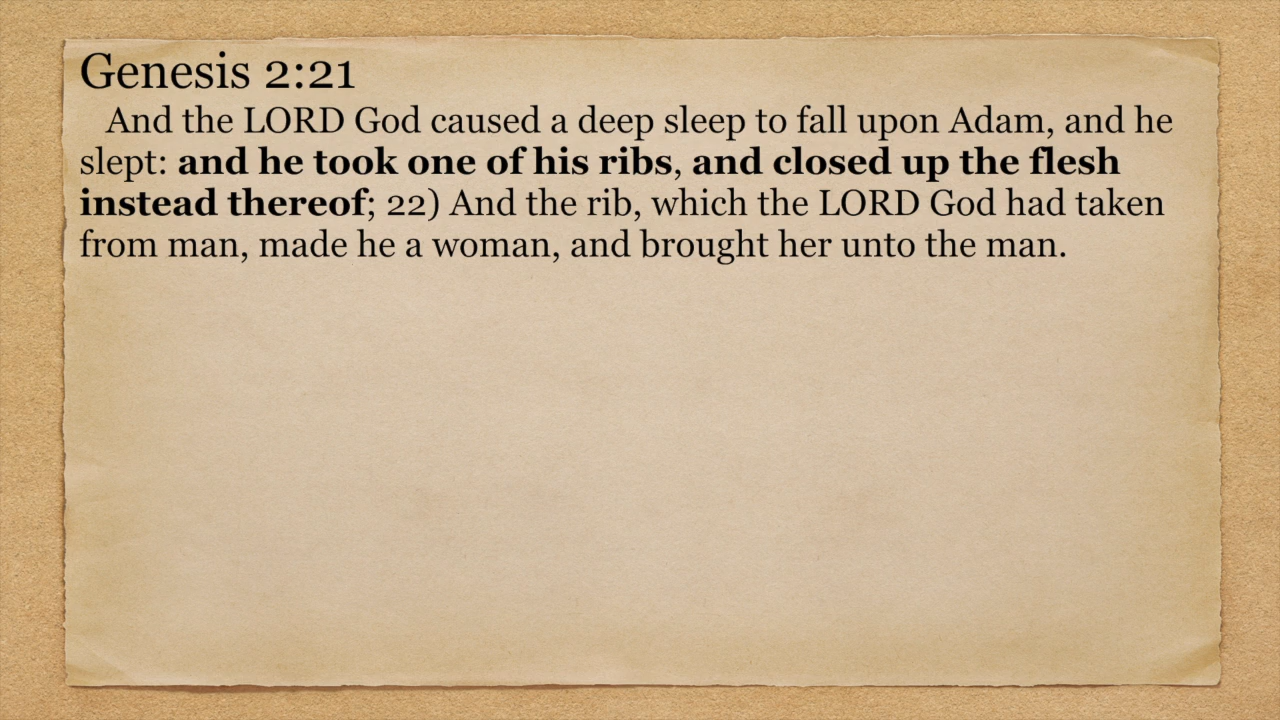 Genesis 2:21
And the LORD God caused a deep sleep to fall upon Adam, and he
slept: and he took one of his ribs, and closed up the flesh
instead thereof; 22) And the rib, which the LORD God had taken
from man, made he a woman, and brought her unto the man.